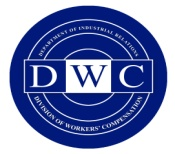 DEPARTMENT OF INDUSTRIAL RELATIONS
DWC
DIVISION OF WORKERS' COMPENSATION